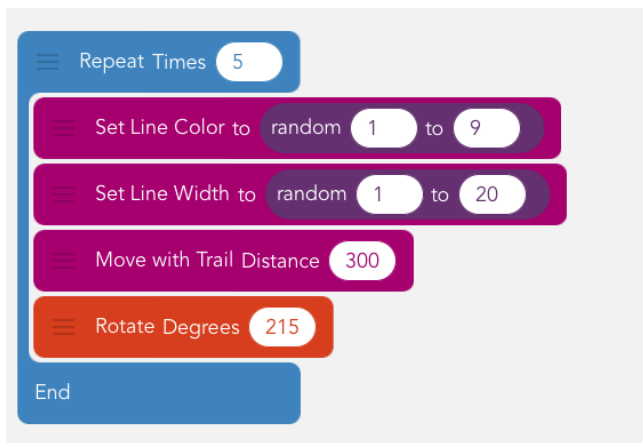 Repeat Times 5
Set Line Color to random 1 to 9
Set Line Width to random 1 to 20
Move with Trail Distance 300
Rotate Degrees 215
End